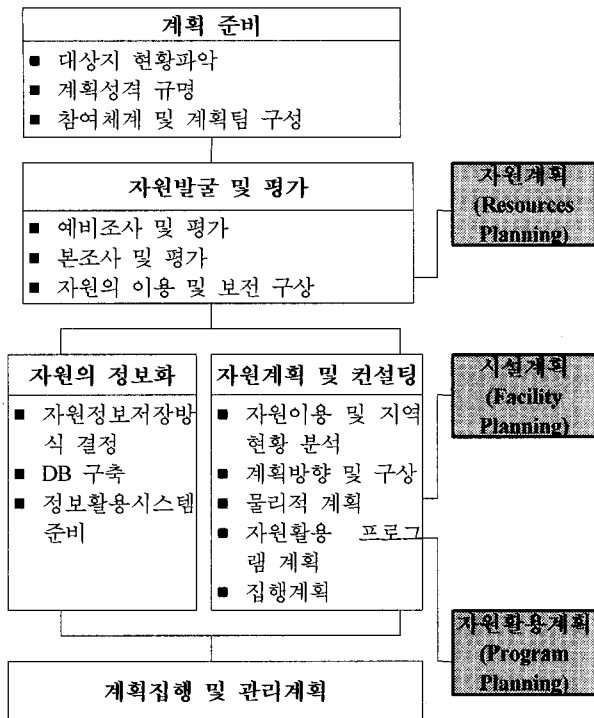 계획 준비
■ 대상지 현황파악
■ 계획성격 규명
■ 참여체계 및 계획팀 구성
자원발굴 및 평가
■ 예비조사 및 평가
■ 본조사 및 평가
■ 자원의 이용 및 보전 구상
자원계획
(Resources
Planning)
자원의 정보화
■ 자원정보저장방
식 결정
■ DB 구축
■ 정보활용시스템
준비
자원계획 및 컨설팅
■ 자원이용 및 지역
현황 분석
■ 계획방향 및 구상
■ 물리적 계획
■ 자원활용 프로그
램 계획
■ 집행계획
시설계획
(Facility
Planning)
자원활용계획
(Program
Planning)
계획집행 및 관리계획